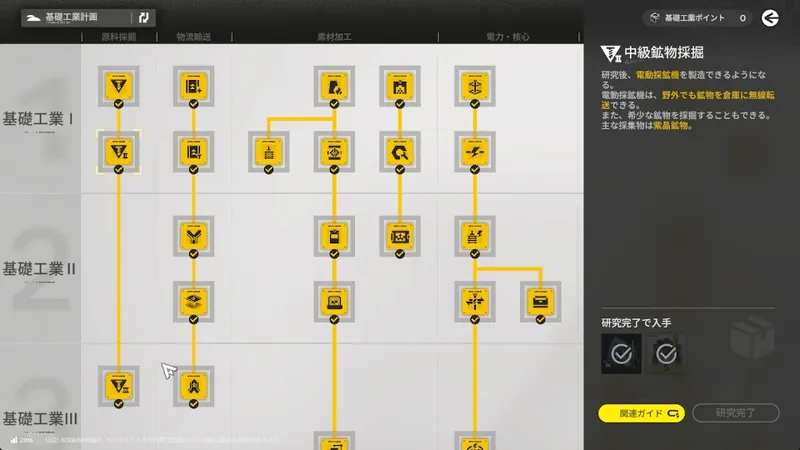 基礎工業計画
基礎工業ポイント 0
原料採掘 物流輸送 素材加工 電力・核心
基礎工業 I
基礎工業 II
基礎工業III
中級鉱物採掘
研究後、電動採鉱機を製造できるようにな
る。
電動採鉱機は、野外でも鉱物を倉庫に無線転
送できる。
また、希少な鉱物を採掘することもできる。
主な採集物は紫晶鉱物。
研究完了で入手
関連ガイド
研究完了
2ms